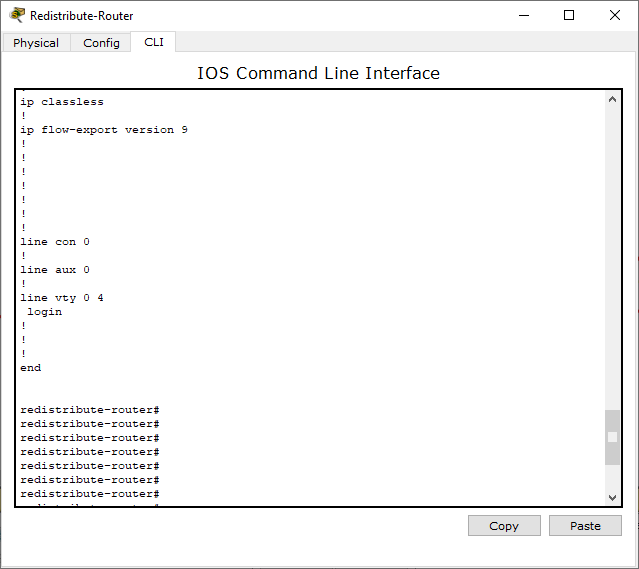 Redistribute-Router
Physical Config CLI
IOS Command Line Interface
!
ip classless
!
ip flow-export version 9
!
!
!
!
!
!
!
line con 0
!
line aux 0
!
line vty 0 4
 login
!
!
!
end
redistribute-router#
redistribute-router#
redistribute-router#
redistribute-router#
redistribute-router#
redistribute-router#
redistribute-router#
redistribute-router#
Copy Paste